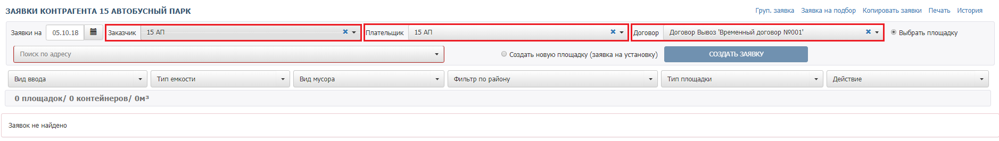 ЗАЯВКИ КОНТРАГЕНТА 15 АВТОБУСНЫЙ ПАРК
Груп. заявка Заявка на подбор Копировать заявки Печать История
Заявки на 05.10.18 Заказчик 15 АП Плательщик 15 АП Договор Договор Вывоз 'Временный договор №001' Выбрать площадку
Поиск по адресу Создать новую площадку (заявка на установку) СОЗДАТЬ ЗАЯВКУ
Вид ввода Тип емкости Вид мусора Фильтр по району Тип площадки Действие
0 площадок/ 0 контейнеров/ 0м³
Заявок не найдено